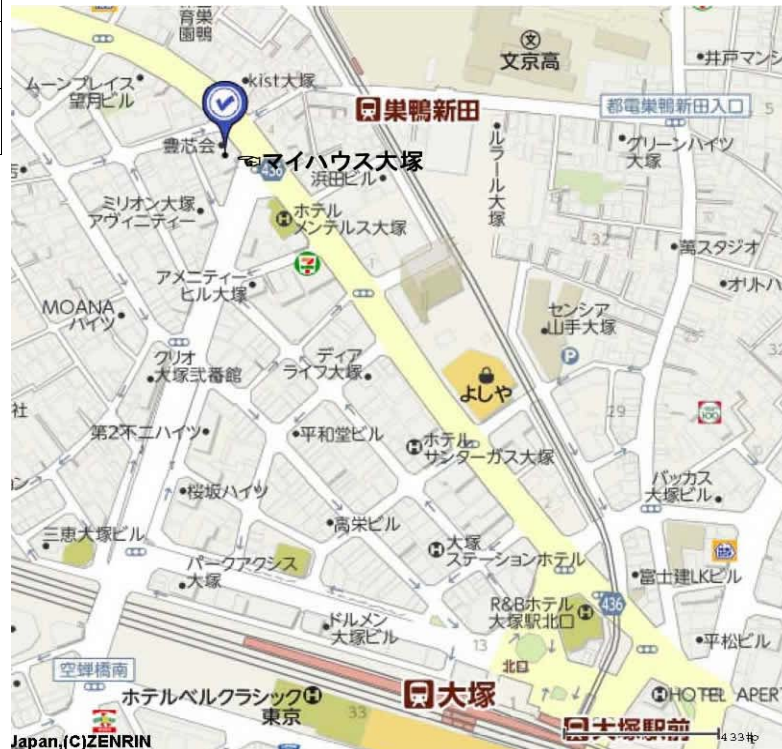 育巣
園鴨
文
文京高
井戸マンシ
ムーンプレイス
望月ビル
kist大塚
巣鴨新田
都電巣鴨新田入口
5
豊芯会
マイハウス大塚
436
浜田ビル
4
ルラール大塚
グリーンハイツ
大塚
ミリオン大塚
アヴィニティー
H
ホテル
メンテルス大塚
32
萬スタジオ
7
アメニティー
ヒル大塚
オリトハ
MOANA
ハイツ
センシア
山手大塚
P
クリオ
大塚弐番館
ディア
ライフ大塚
よしや
29
25
32
100
社
第2不二ハイツ
平和堂ビル
H
ホテル
サンターガス大塚
桜坂ハイツ
バッカス
大塚ビル
三恵大塚ビル
高栄ビル
H
大塚
ステーションホテル
パークアクシス
大塚
富士建LKビル
R&Bホテル
大塚駅北口
H
436
ドルメン
大塚ビル
13
平松ビル
北口
空蝉橋南
ホテルベルクラシック
東京
H
33
大塚
1
H
HOTEL APER
大塚駅前
Japan,(C)ZENRIN